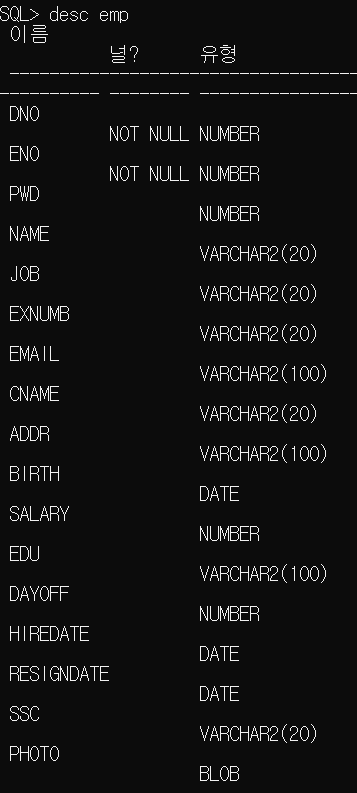 SQL> desc emp
이름
널? 유형
-----------------------------------
--------- -------- ----------------
DNO
NOT NULL NUMBER
ENO
NOT NULL NUMBER
PWD
NUMBER
NAME
VARCHAR2(20)
JOB
VARCHAR2(20)
EXNUMB
VARCHAR2(20)
EMAIL
VARCHAR2(100)
CNAME
VARCHAR2(20)
ADDR
VARCHAR2(100)
BIRTH
DATE
SALARY
NUMBER
EDU
VARCHAR2(100)
DAYOFF
NUMBER
HIREDATE
DATE
RESIGNDATE
DATE
SSC
VARCHAR2(20)
PHOTO
BLOB